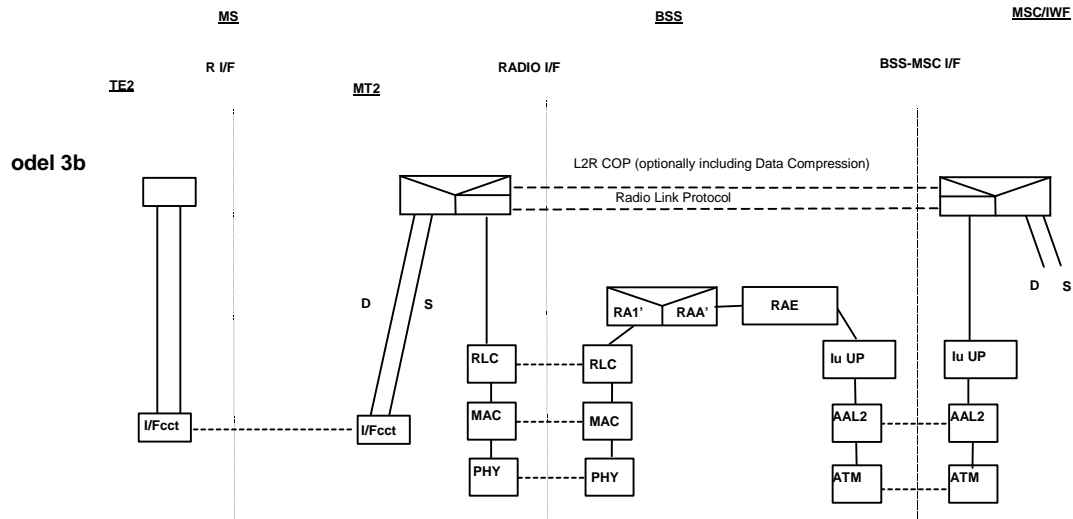 MS BSS MSC/IWF
R I/F RADIO I/F BSS-MSC I/F
TE2 MT2
odel 3b
L2R COP (optionally including Data Compression)
Radio Link Protocol
D S D S
RA1' RAA' RAE
RLC RLC Iu UP Iu UP
I/Fcct I/Fcct MAC MAC AAL2 AAL2
PHY PHY ATM ATM